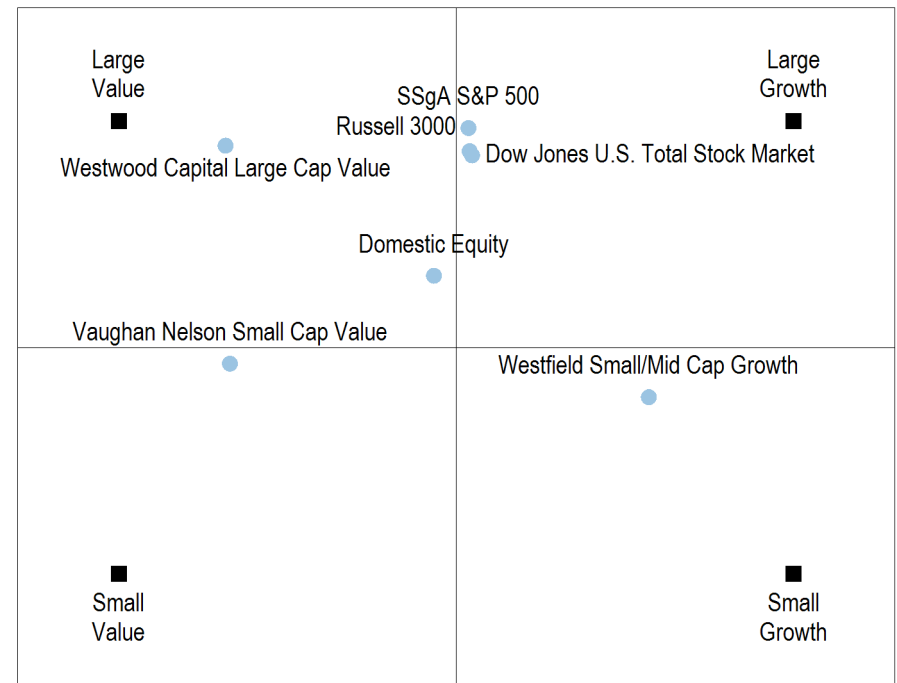 Large
Value
Large
Growth
SSgA S&P 500
Russell 3000
Dow Jones U.S. Total Stock Market
Westwood Capital Large Cap Value
Domestic Equity
Vaughan Nelson Small Cap Value
Westfield Small/Mid Cap Growth
Small
Value
Small
Growth